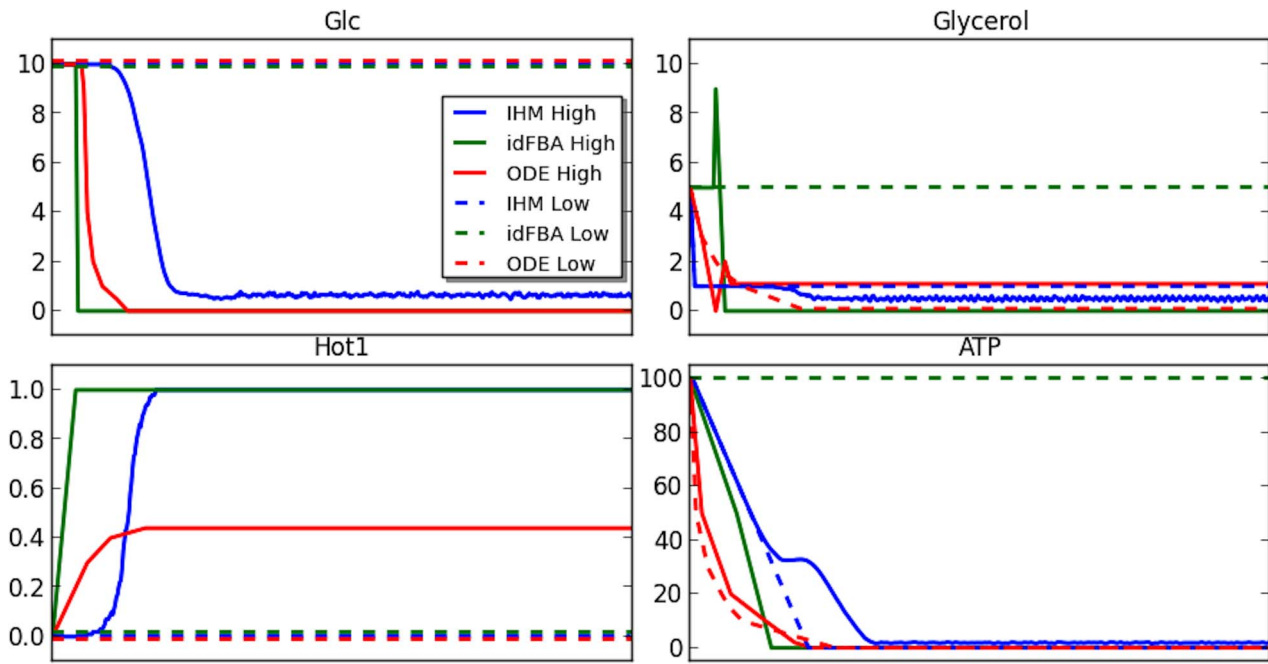 Glc
10
8
6
4
2
0
IHM High
idFBA High
ODE High
IHM Low
idFBA Low
ODE Low
Glycerol
10
8
6
4
2
0
Hot1
1.0
0.8
0.6
0.4
0.2
0.0
ATP
100
80
60
40
20
0